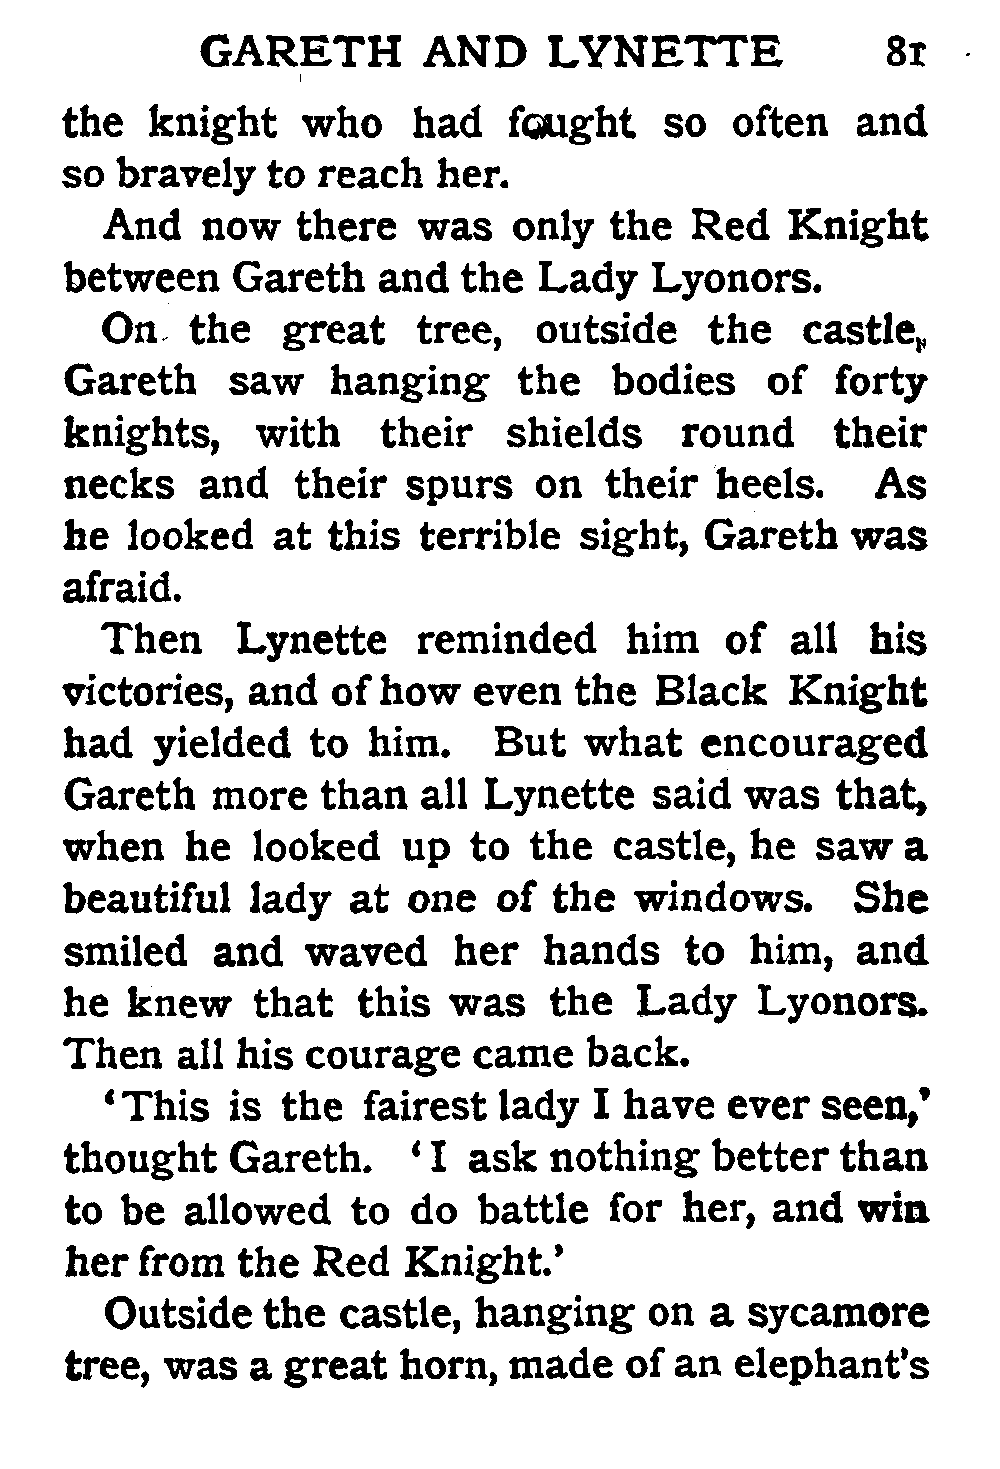 GARETH AND LYNETTE 81
the knight who had fought so often and
so bravely to reach her.
And now there was only the Red Knight
between Gareth and the Lady Lyonors.
On the great tree, outside the castle,
Gareth saw hanging the bodies of forty
knights, with their shields round their
necks and their spurs on their heels. As
he looked at this terrible sight, Gareth was
afraid.
Then Lynette reminded him of all his
victories, and of how even the Black Knight
had yielded to him. But what encouraged
Gareth more than all Lynette said was that,
when he looked up to the castle, he saw a
beautiful lady at one of the windows. She
smiled and waved her hands to him, and
he knew that this was the Lady Lyonors.
Then all his courage came back.
‘This is the fairest lady I have ever seen,’
thought Gareth. ‘I ask nothing better than
to be allowed to do battle for her, and win
her from the Red Knight.’
Outside the castle, hanging on a sycamore
tree, was a great horn, made of an elephant’s